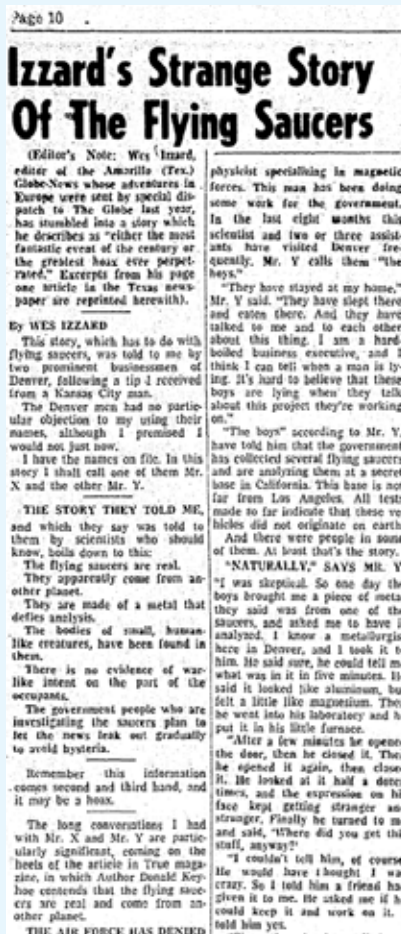 Page 10
Izzard's Strange Story
Of The Flying Saucers
(Editor's Note: Wes Izzard,
editor of the Amarillo (Tex.)
Globe-News whose adventures in
Europe were sent by special dis-
patch to The Globe last year,
has stumbled into a story which
he describes as "either the most
fantastic event of the century or
the greatest hoax ever perpet-
rated." Excerpts from his page
one article in the Texas news-
paper are reprinted herewith).
By WES IZZARD
This story, which has to do with
flying saucers, was told to me by
two prominent businessmen of
Denver, following a tip I received
from a Kansas City man.
The Denver men had no partic-
ular objection to my using their
names, although I promised I
would not just now.
I have the names on file. In this
story I shall call one of them Mr.
X and the other Mr. Y.
THE STORY THEY TOLD ME,
and which they say was told to
them by scientists who should
know, boils down to this:
The flying saucers are real.
They apparently come from an-
other planet.
They are made of a metal that
defies analysis.
The bodies of small, human-
like creatures, have been found in
them.
There is no evidence of war-
like intent on the part of the
occupants.
The government people who are
investigating the saucers plan to
let the news leak out gradually
to avoid hysteria.
Remember this information
comes second and third hand, and
it may be a hoax.
The long conversations I had
with Mr. X and Mr. Y are partic-
ularly significant, coming on the
heels of the article in True maga-
zine, in which Author Donald Key-
hoe contends that the flying sauc-
ers are real and come from an-
other planet.
THE AIR FORCE HAS DENIED
physicist specializing in magnetic
forces. This man has been doing
some work for the government.
In the last eight months this
scientist and two or three assist-
ants have visited Denver fre-
quently. Mr. Y calls them "the
boys."
"They have stayed at my home,"
Mr. Y said. "They have slept there
and eaten there. And they have
talked to me and to each other
about this thing. I am a hard-
boiled business executive, and I
think I can tell when a man is ly-
ing. It's hard to believe that these
boys are lying when they talk
about this project they're working
on."
"The boys" according to Mr. Y,
have told him that the government
has collected several flying saucers
and are analyzing them at a secret
base in California. This base is not
far from Los Angeles. All tests
made so far indicate that these ve-
hicles did not originate on earth
And there were people in some
of them. At least that's the story.
"NATURALLY," SAYS MR. Y
"I was skeptical. So one day the
boys brought me a piece of meta
they said was from one of the
saucers, and asked me to have i
analyzed. I know a metallurgis
here in Denver, and I took it t
him. He said sure, he could tell m
what was in it in five minutes. H
said it looked like aluminum, bu
felt a little like magnesium. The
he went into his laboratory and h
put it in his little furnace.
"After a few minutes he opene
the door, then he closed it. The
he opened it again, then close
it. He looked at it half a doze
times, and the expression on hi
face kept getting stranger an
stranger. Finally he turned to m
and said, 'Where did you get thi
stuff, anyway?'
"I couldn't tell him, of course
He would have thought I wa
crazy. So I told him a friend ha
given it to me. He asked me if h
could keep it and work on it.
told him yes.